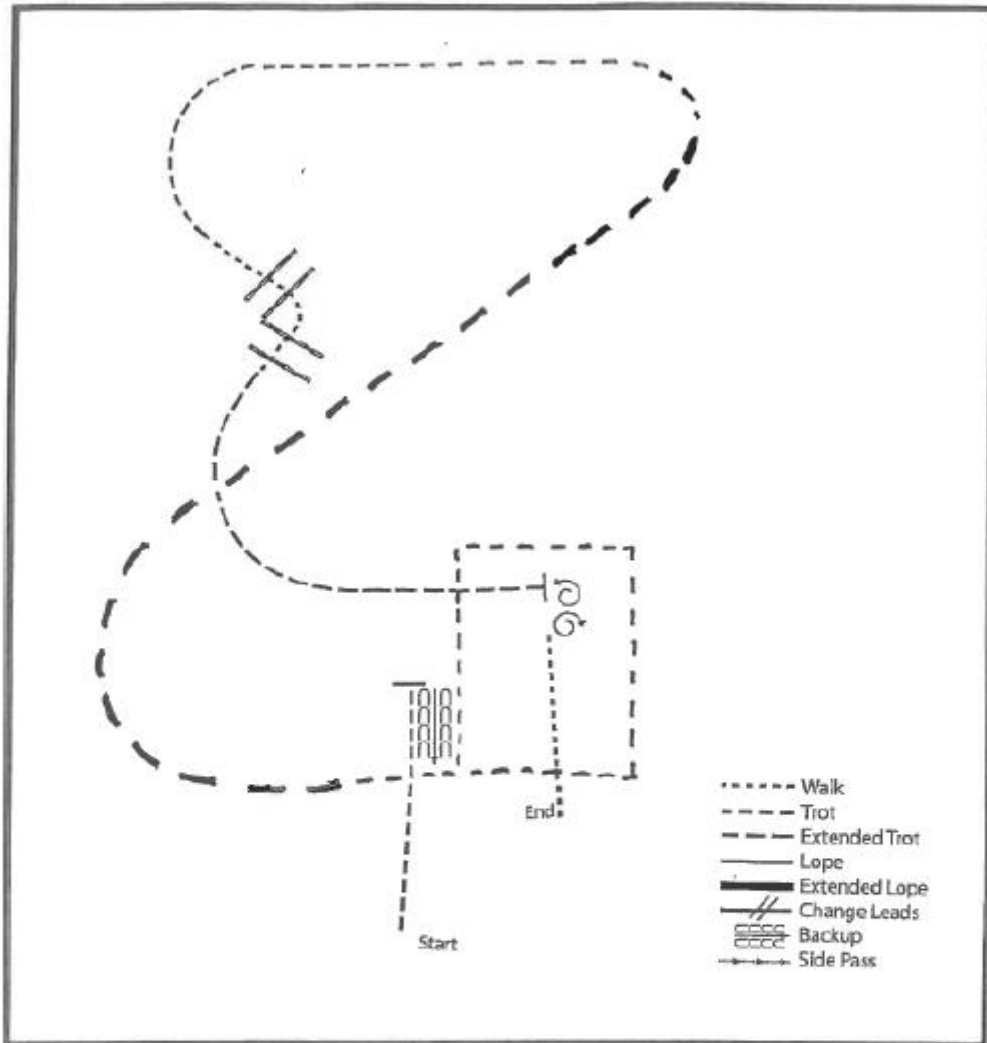 End
Start
Walk
Trot
Extended Trot
Lope
Extended Lope
Change Leads
Backup
Side Pass